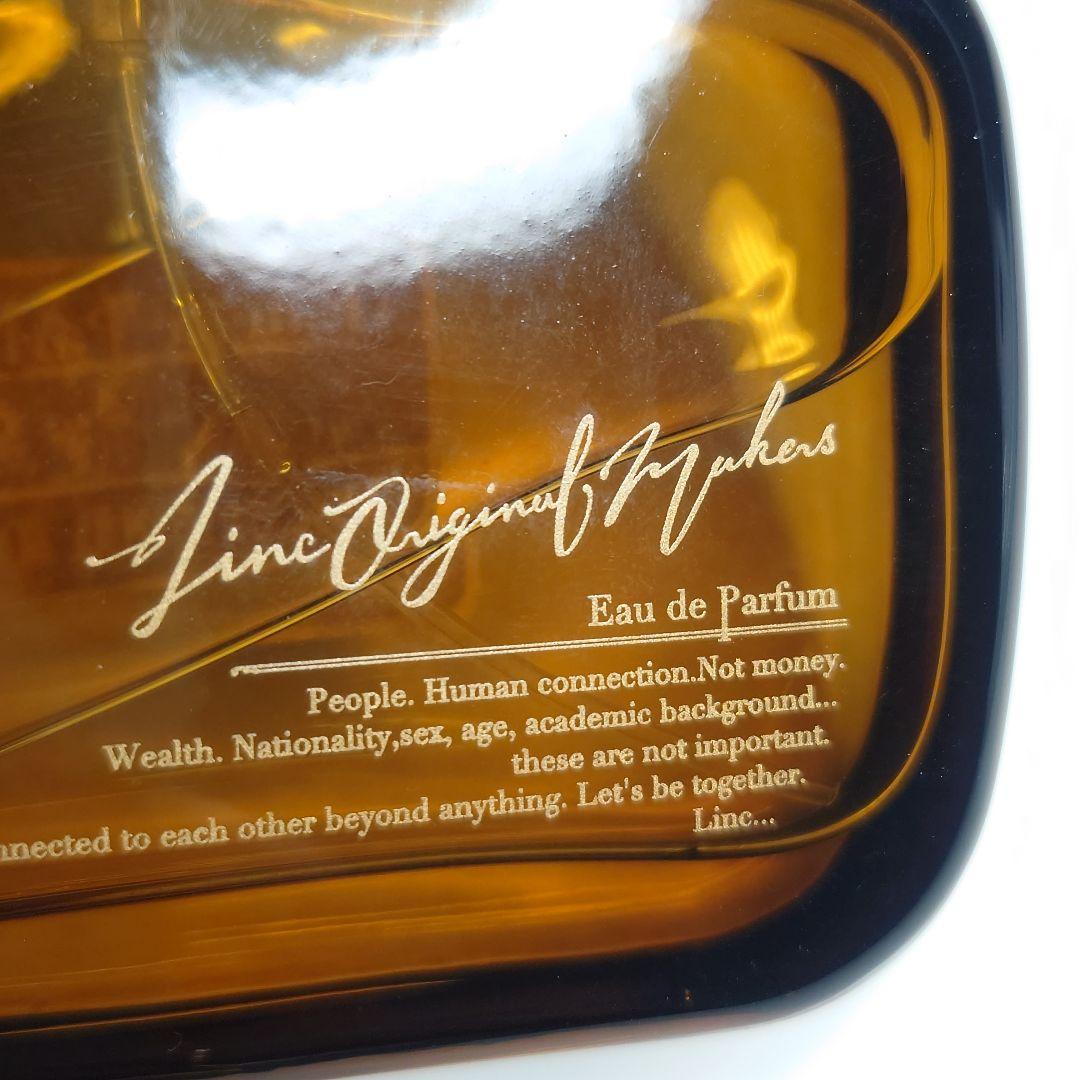 Linc Original Makers
Eau de Parfum
People. Human connection.Not money.
Wealth. Nationality,sex, age, academic background...
these are not important.
nnected to each other beyond anything. Let's be together.
Linc...